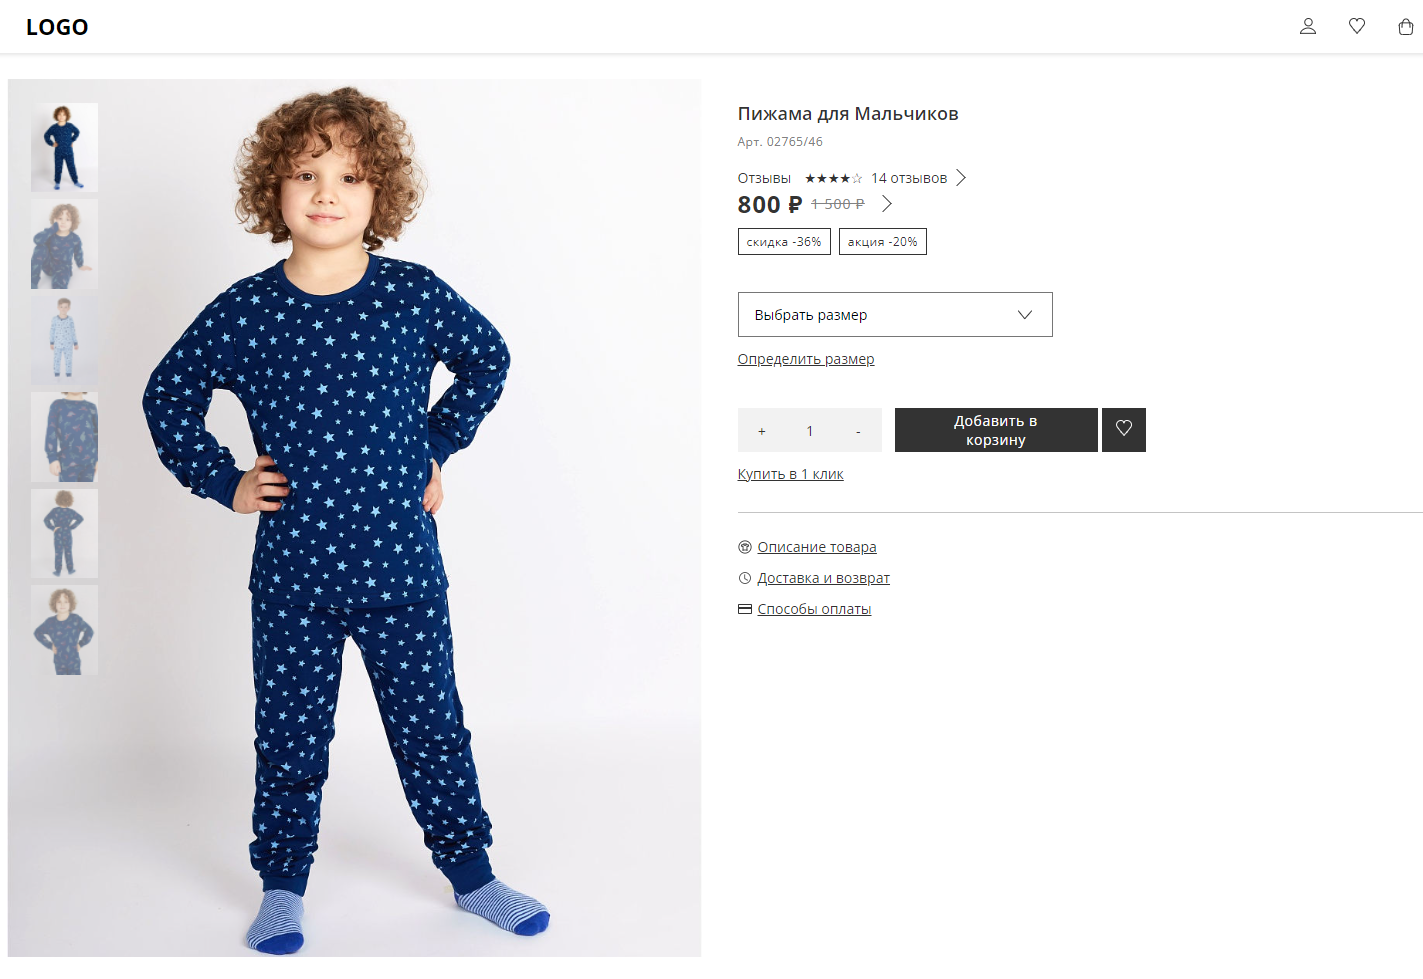 LOGO
Пижама для Мальчиков
Арт. 02765/46
Отзывы ★★★★☆ 14 отзывов
800 ₽ 1 500 ₽
скидка -36% акция -20%
Выбрать размер
Определить размер
+ 1 -
Добавить в
корзину
Купить в 1 клик
Описание товара
Доставка и возврат
Способы оплаты